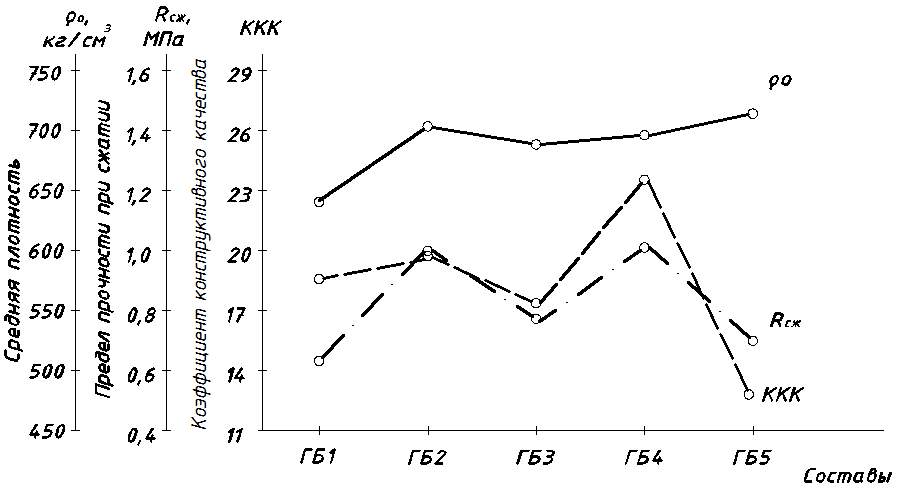 ρо,
кг/см³
Rсж,
МПа
ККК
Средняя плотность
750
700
650
600
550
500
450
Предел прочности при сжатии
1,6
1,4
1,2
1,0
0,8
0,6
0,4
Коэффициент конструктивного качества
29
26
23
20
17
14
11
ρо
Rсж
ККК
ГБ1 ГБ2 ГБ3 ГБ4 ГБ5
Составы